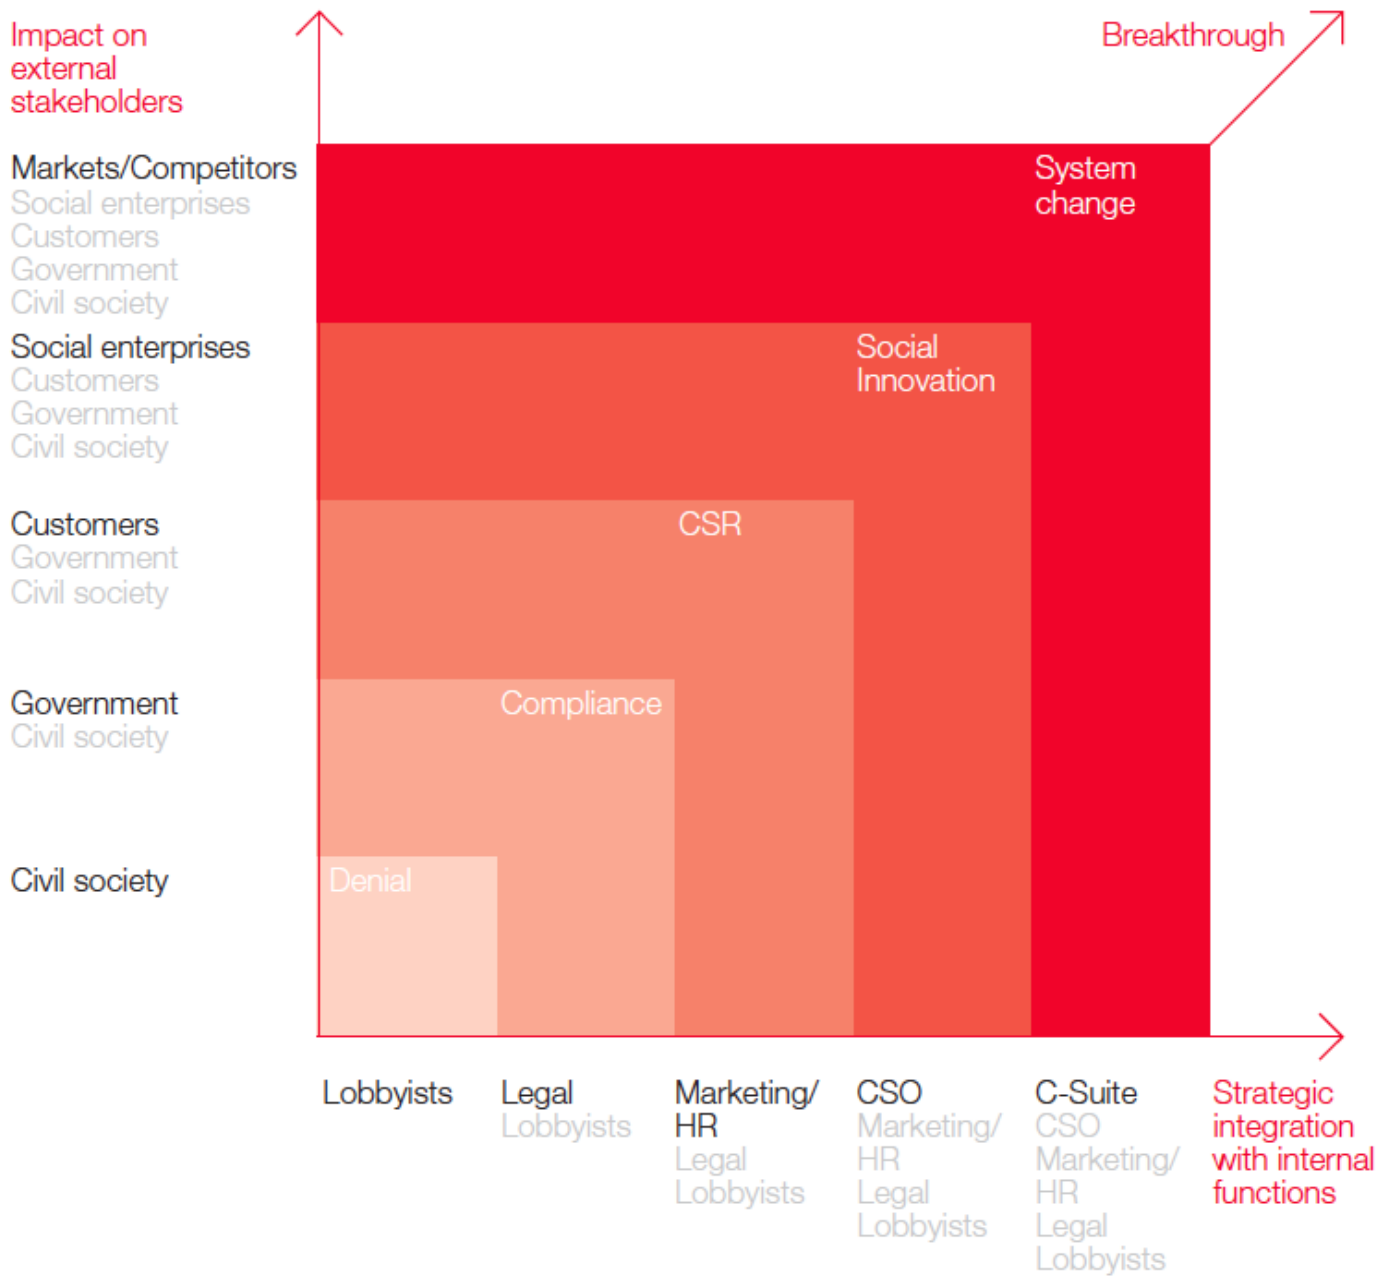 Impact on
external
stakeholders
Breakthrough
Markets/Competitors
Social enterprises
Customers
Government
Civil society
System
change
Social enterprises
Customers
Government
Civil society
Social
Innovation
Customers
Government
Civil society
CSR
Government
Civil society
Compliance
Civil society
Denial
Lobbyists
Legal
Lobbyists
Marketing/
HR
Legal
Lobbyists
CSO
Marketing/
HR
Legal
Lobbyists
C-Suite
CSO
Marketing/
HR
Legal
Lobbyists
Strategic
integration
with internal
functions